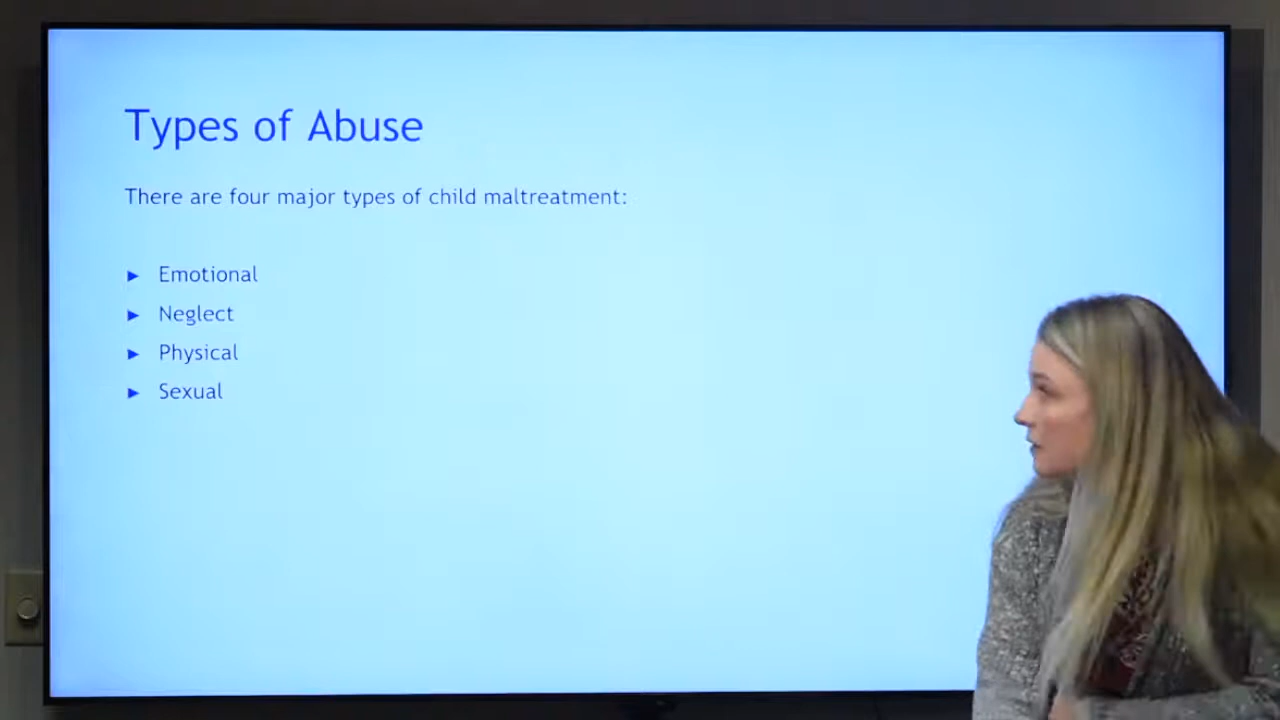 Types of Abuse
There are four major types of child maltreatment:
► Emotional
► Neglect
► Physical
► Sexual